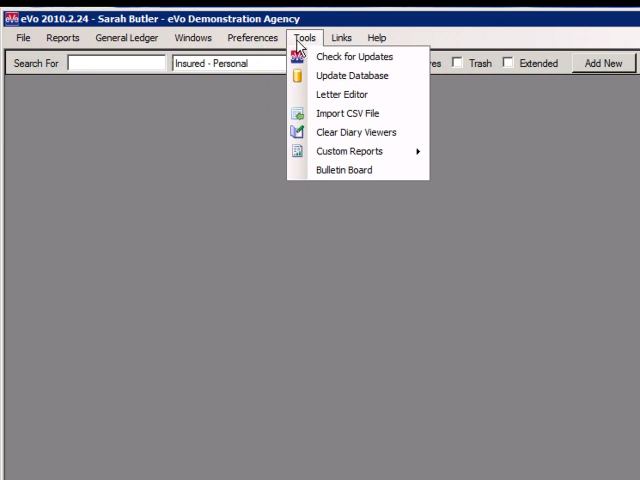 eVo 2010.2.24 - Sarah Butler - eVo Demonstration Agency
File Reports General Ledger Windows Preferences Tools Links Help
Search For Insured - Personal Trash Extended Add New
Check for Updates
Update Database
Letter Editor
Import CSV File
Clear Diary Viewers
Custom Reports
Bulletin Board